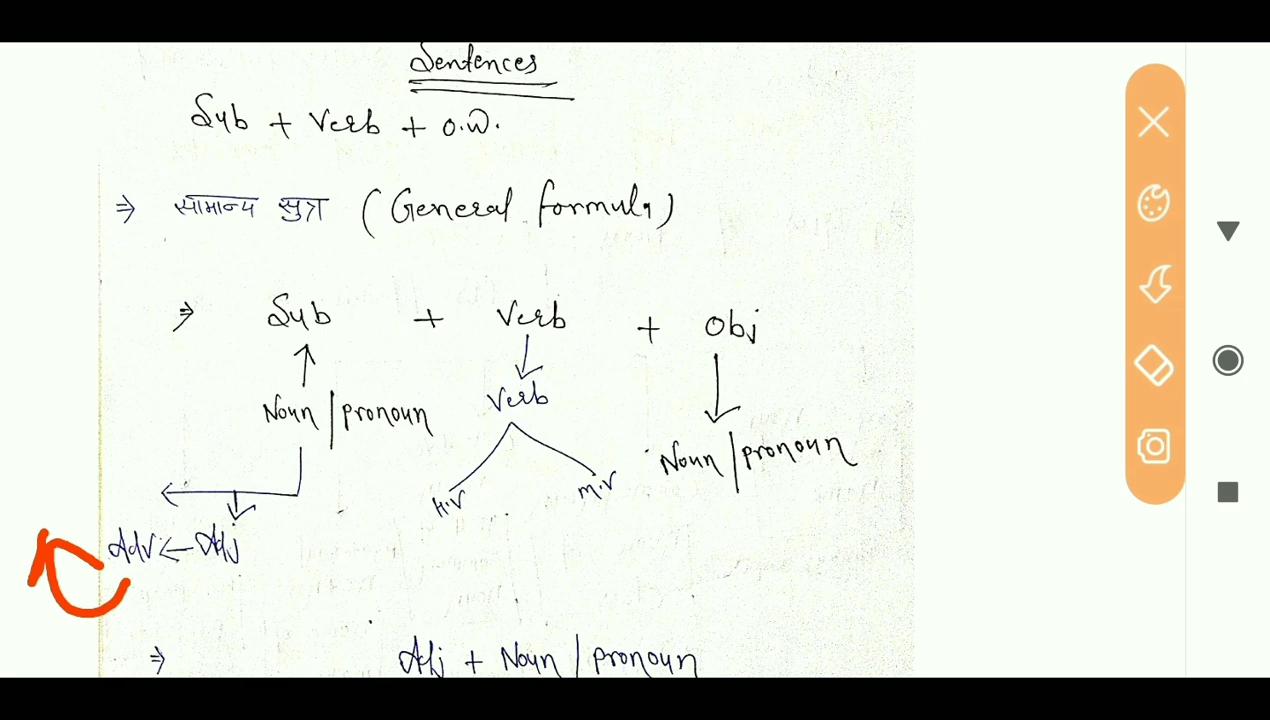 Sentences
Sub + Verb + O.W.
⇒ सामान्य सुत्र (General formula)
⇒ Sub + Verb + Obj
Noun/pronoun
Verb
Noun/pronoun
H.V
M.V
Adv ← Adj
⇒ Adj + Noun / pronoun